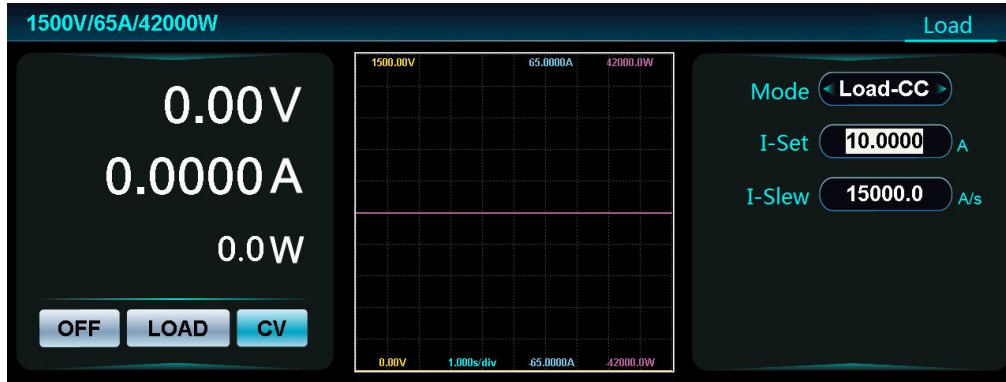 1500V/65A/42000W
Load
0.00V
0.0000A
0.0W
OFF LOAD CV
1500.00V 65.0000A 42000.0W
0.00V 1.000s/div -65.0000A -42000.0W
Mode Load-CC
I-Set 10.0000 A
I-Slew 15000.0 A/s